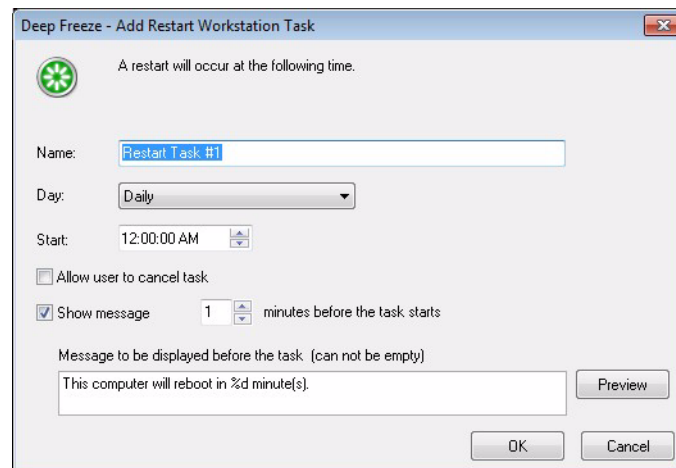 Deep Freeze - Add Restart Workstation Task
A restart will occur at the following time.
Name: Restart Task #1
Day: Daily
Start: 12:00:00 AM
Allow user to cancel task
Show message 1 minutes before the task starts
Message to be displayed before the task (can not be empty)
This computer will reboot in %d minute(s).
Preview
OK Cancel